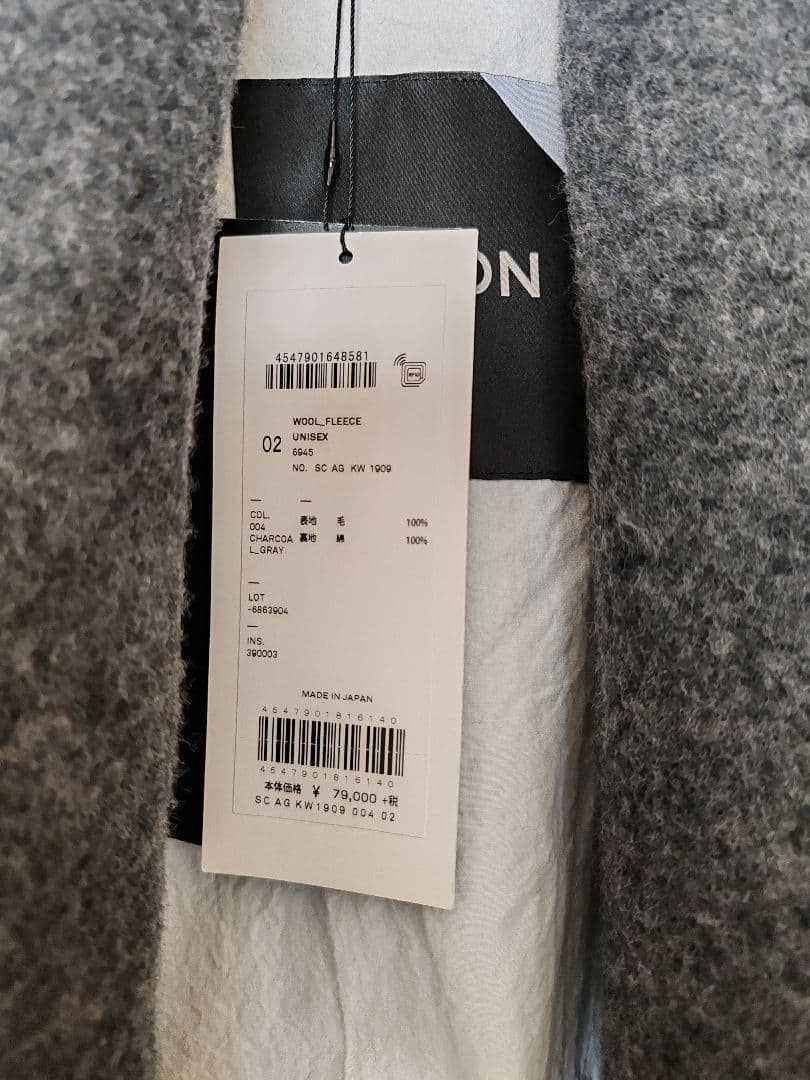 ON
4547901648581
RFID
WOOL_FLEECE
02 UNISEX
6945
NO. SC AG KW 1909
COL.
004
CHARCOA
L_GRAY
表地 毛 100%
裏地 綿 100%
LOT
-6863904
INS.
390003
MADE IN JAPAN
4547901816140
4547901816140
本体価格 ¥ 79,000 +税
SC AG KW1909 004 02